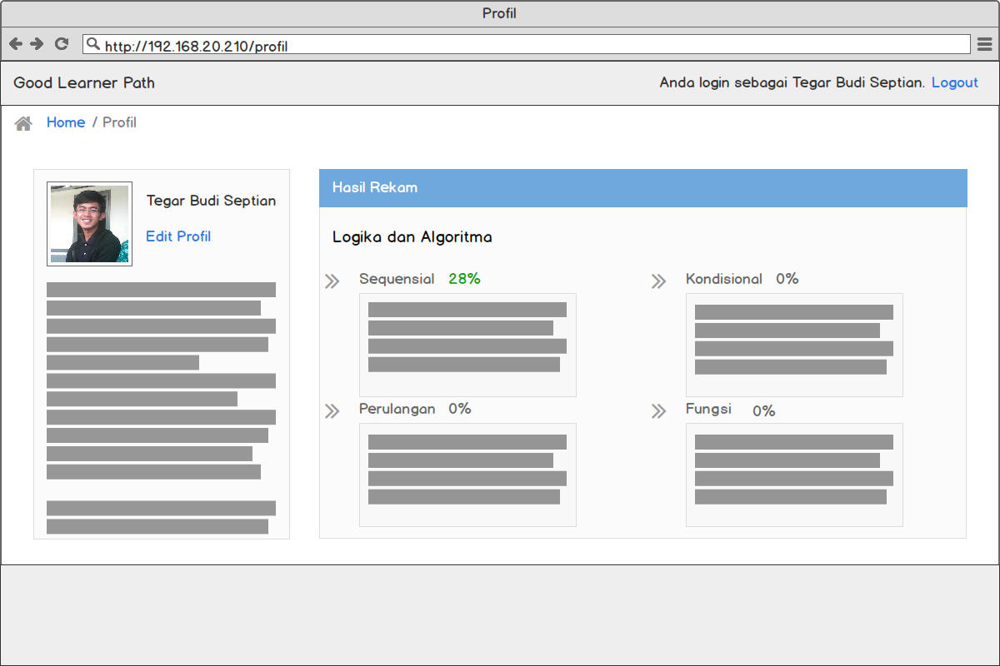 Profil
http://192.168.20.210/profil
Good Learner Path
Anda login sebagai Tegar Budi Septian. Logout
Home / Profil
Tegar Budi Septian
Edit Profil
Hasil Rekam
Logika dan Algoritma
Sequensial 28%
Kondisional 0%
Perulangan 0%
Fungsi 0%